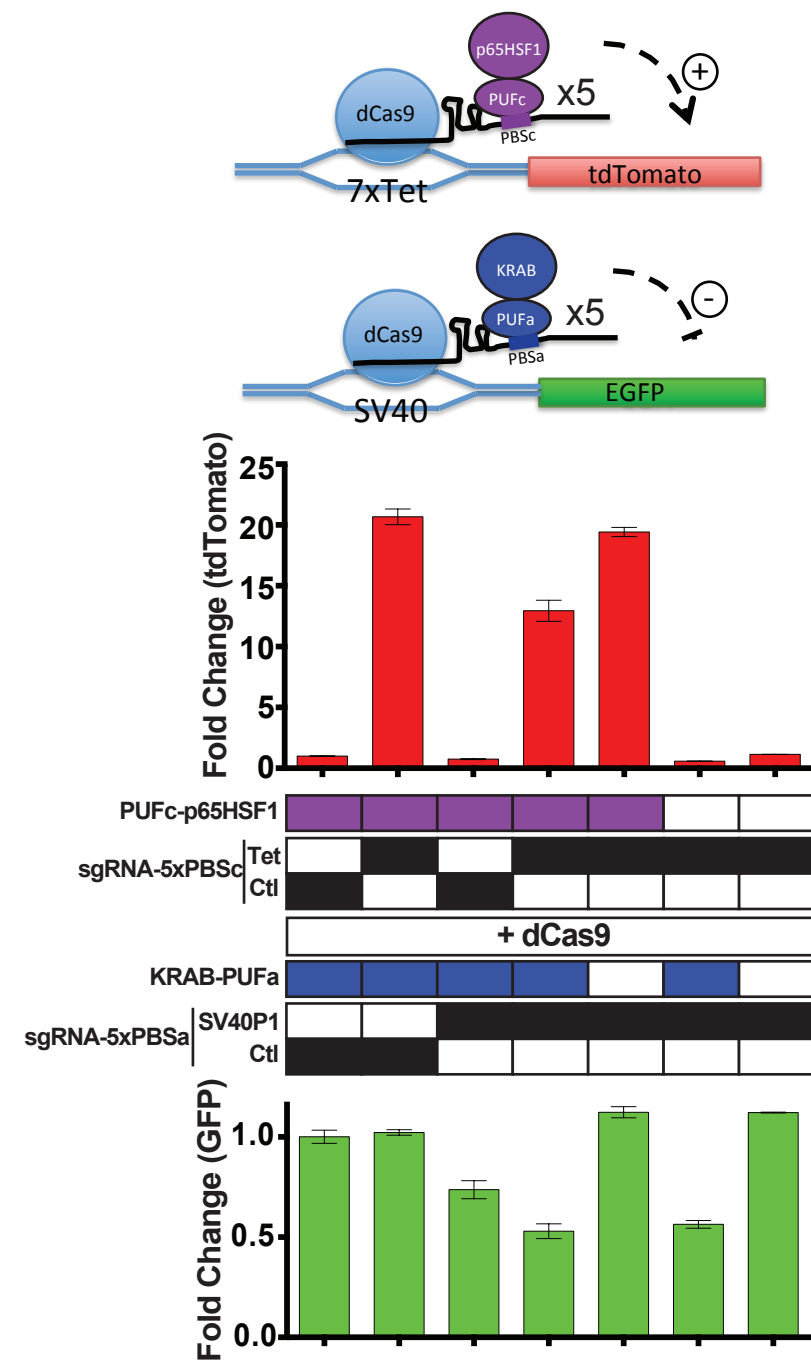 p65HSF1
+
PUFc
x5
dCas9
PBSc
7xTet
tdTomato
KRAB
-
PUFa
x5
dCas9
PBSa
SV40
EGFP
Fold Change (tdTomato)
25
20
15
10
5
0
PUFc-p65HSF1
sgRNA-5xPBSc
Tet
Ctl
+ dCas9
KRAB-PUFa
sgRNA-5xPBSa
SV40P1
Ctl
Fold Change (GFP)
1.0
0.5
0.0